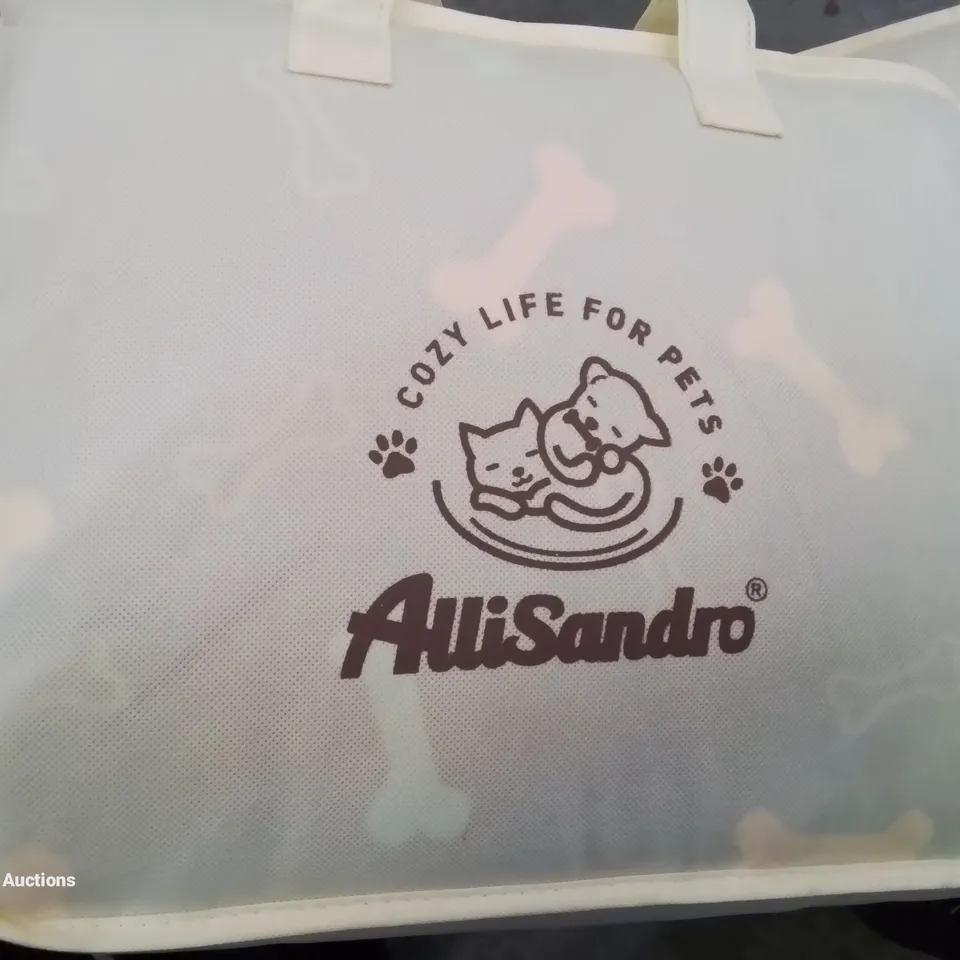 COZY LIFE FOR PETS
AlliSandro®
Auctions